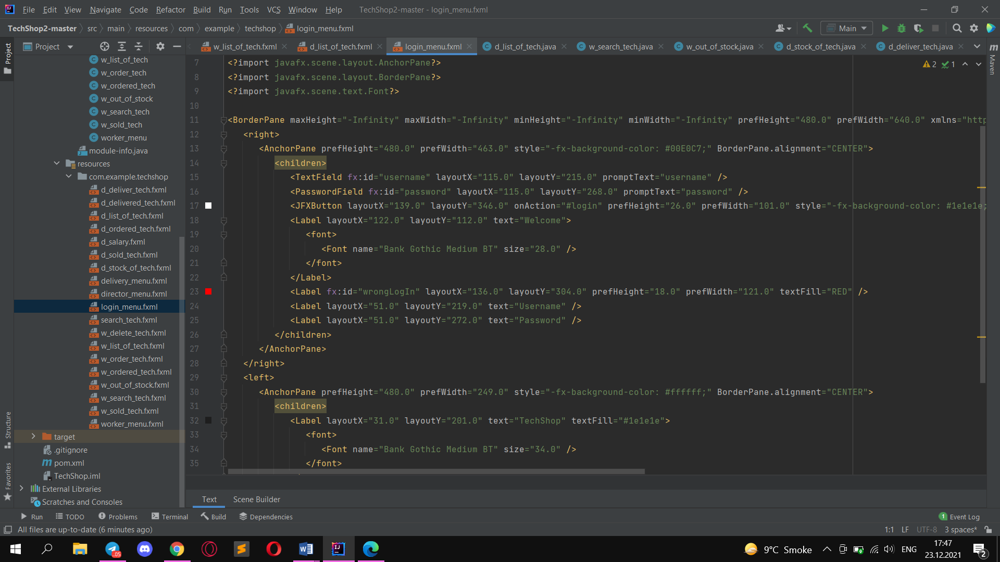 File Edit View Navigate Code Refactor Build Run Tools VCS Window Help TechShop2-master - login_menu.fxml
TechShop2-master src main resources com example techshop login_menu.fxml Main
Project w_list_of_tech.fxml d_list_of_tech.fxml login_menu.fxml d_list_of_tech.java w_search_tech.java w_out_of_stock.java d_stock_of_tech.java d_deliver_tech.java
Project
Maven
Structure
Favorites
w_list_of_tech
w_order_tech
w_ordered_tech
w_out_of_stock
w_search_tech
w_sold_tech
worker_menu
module-info.java
resources
com.example.techshop
d_deliver_tech.fxml
d_delivered_tech.fxml
d_list_of_tech.fxml
d_ordered_tech.fxml
d_salary.fxml
d_sold_tech.fxml
d_stock_of_tech.fxml
delivery_menu.fxml
director_menu.fxml
login_menu.fxml
search_tech.fxml
w_delete_tech.fxml
w_list_of_tech.fxml
w_order_tech.fxml
w_ordered_tech.fxml
w_out_of_stock.fxml
w_search_tech.fxml
w_sold_tech.fxml
worker_menu.fxml
target
.gitignore
pom.xml
TechShop.iml
External Libraries
Scratches and Consoles
2 1
7 <?import javafx.scene.layout.AnchorPane?>
8 <?import javafx.scene.layout.BorderPane?>
9 <?import javafx.scene.text.Font?>
10
11 <BorderPane maxHeight="-Infinity" maxWidth="-Infinity" minHeight="-Infinity" minWidth="-Infinity" prefHeight="480.0" prefWidth="640.0" xmlns="http
12 <right>
13 <AnchorPane prefHeight="480.0" prefWidth="463.0" style="-fx-background-color: #00E0C7;" BorderPane.alignment="CENTER">
14 <children>
15 <TextField fx:id="username" layoutX="115.0" layoutY="215.0" promptText="username" />
16 <PasswordField fx:id="password" layoutX="115.0" layoutY="268.0" promptText="password" />
17 <JFXButton layoutX="139.0" layoutY="346.0" onAction="#login" prefHeight="26.0" prefWidth="101.0" style="-fx-background-color: #1e1e1e;
18 <Label layoutX="122.0" layoutY="112.0" text="Welcome">
19 <font>
20 <Font name="Bank Gothic Medium BT" size="28.0" />
21 </font>
22 </Label>
23 <Label fx:id="wrongLogIn" layoutX="136.0" layoutY="304.0" prefHeight="18.0" prefWidth="121.0" textFill="RED" />
24 <Label layoutX="51.0" layoutY="219.0" text="Username" />
25 <Label layoutX="51.0" layoutY="272.0" text="Password" />
26 </children>
27 </AnchorPane>
28 </right>
29 <left>
30 <AnchorPane prefHeight="480.0" prefWidth="249.0" style="-fx-background-color: #ffffff;" BorderPane.alignment="CENTER">
31 <children>
32 <Label layoutX="31.0" layoutY="201.0" text="TechShop" textFill="#1e1e1e">
33 <font>
34 <Font name="Bank Gothic Medium BT" size="34.0" />
35 </font>
Text Scene Builder
Run TODO Problems Terminal Build Dependencies 1 Event Log
All files are up-to-date (6 minutes ago) 1:1 LF UTF-8 3 spaces*
.05 9°C Smoke ENG 17:47
23.12.2021 2